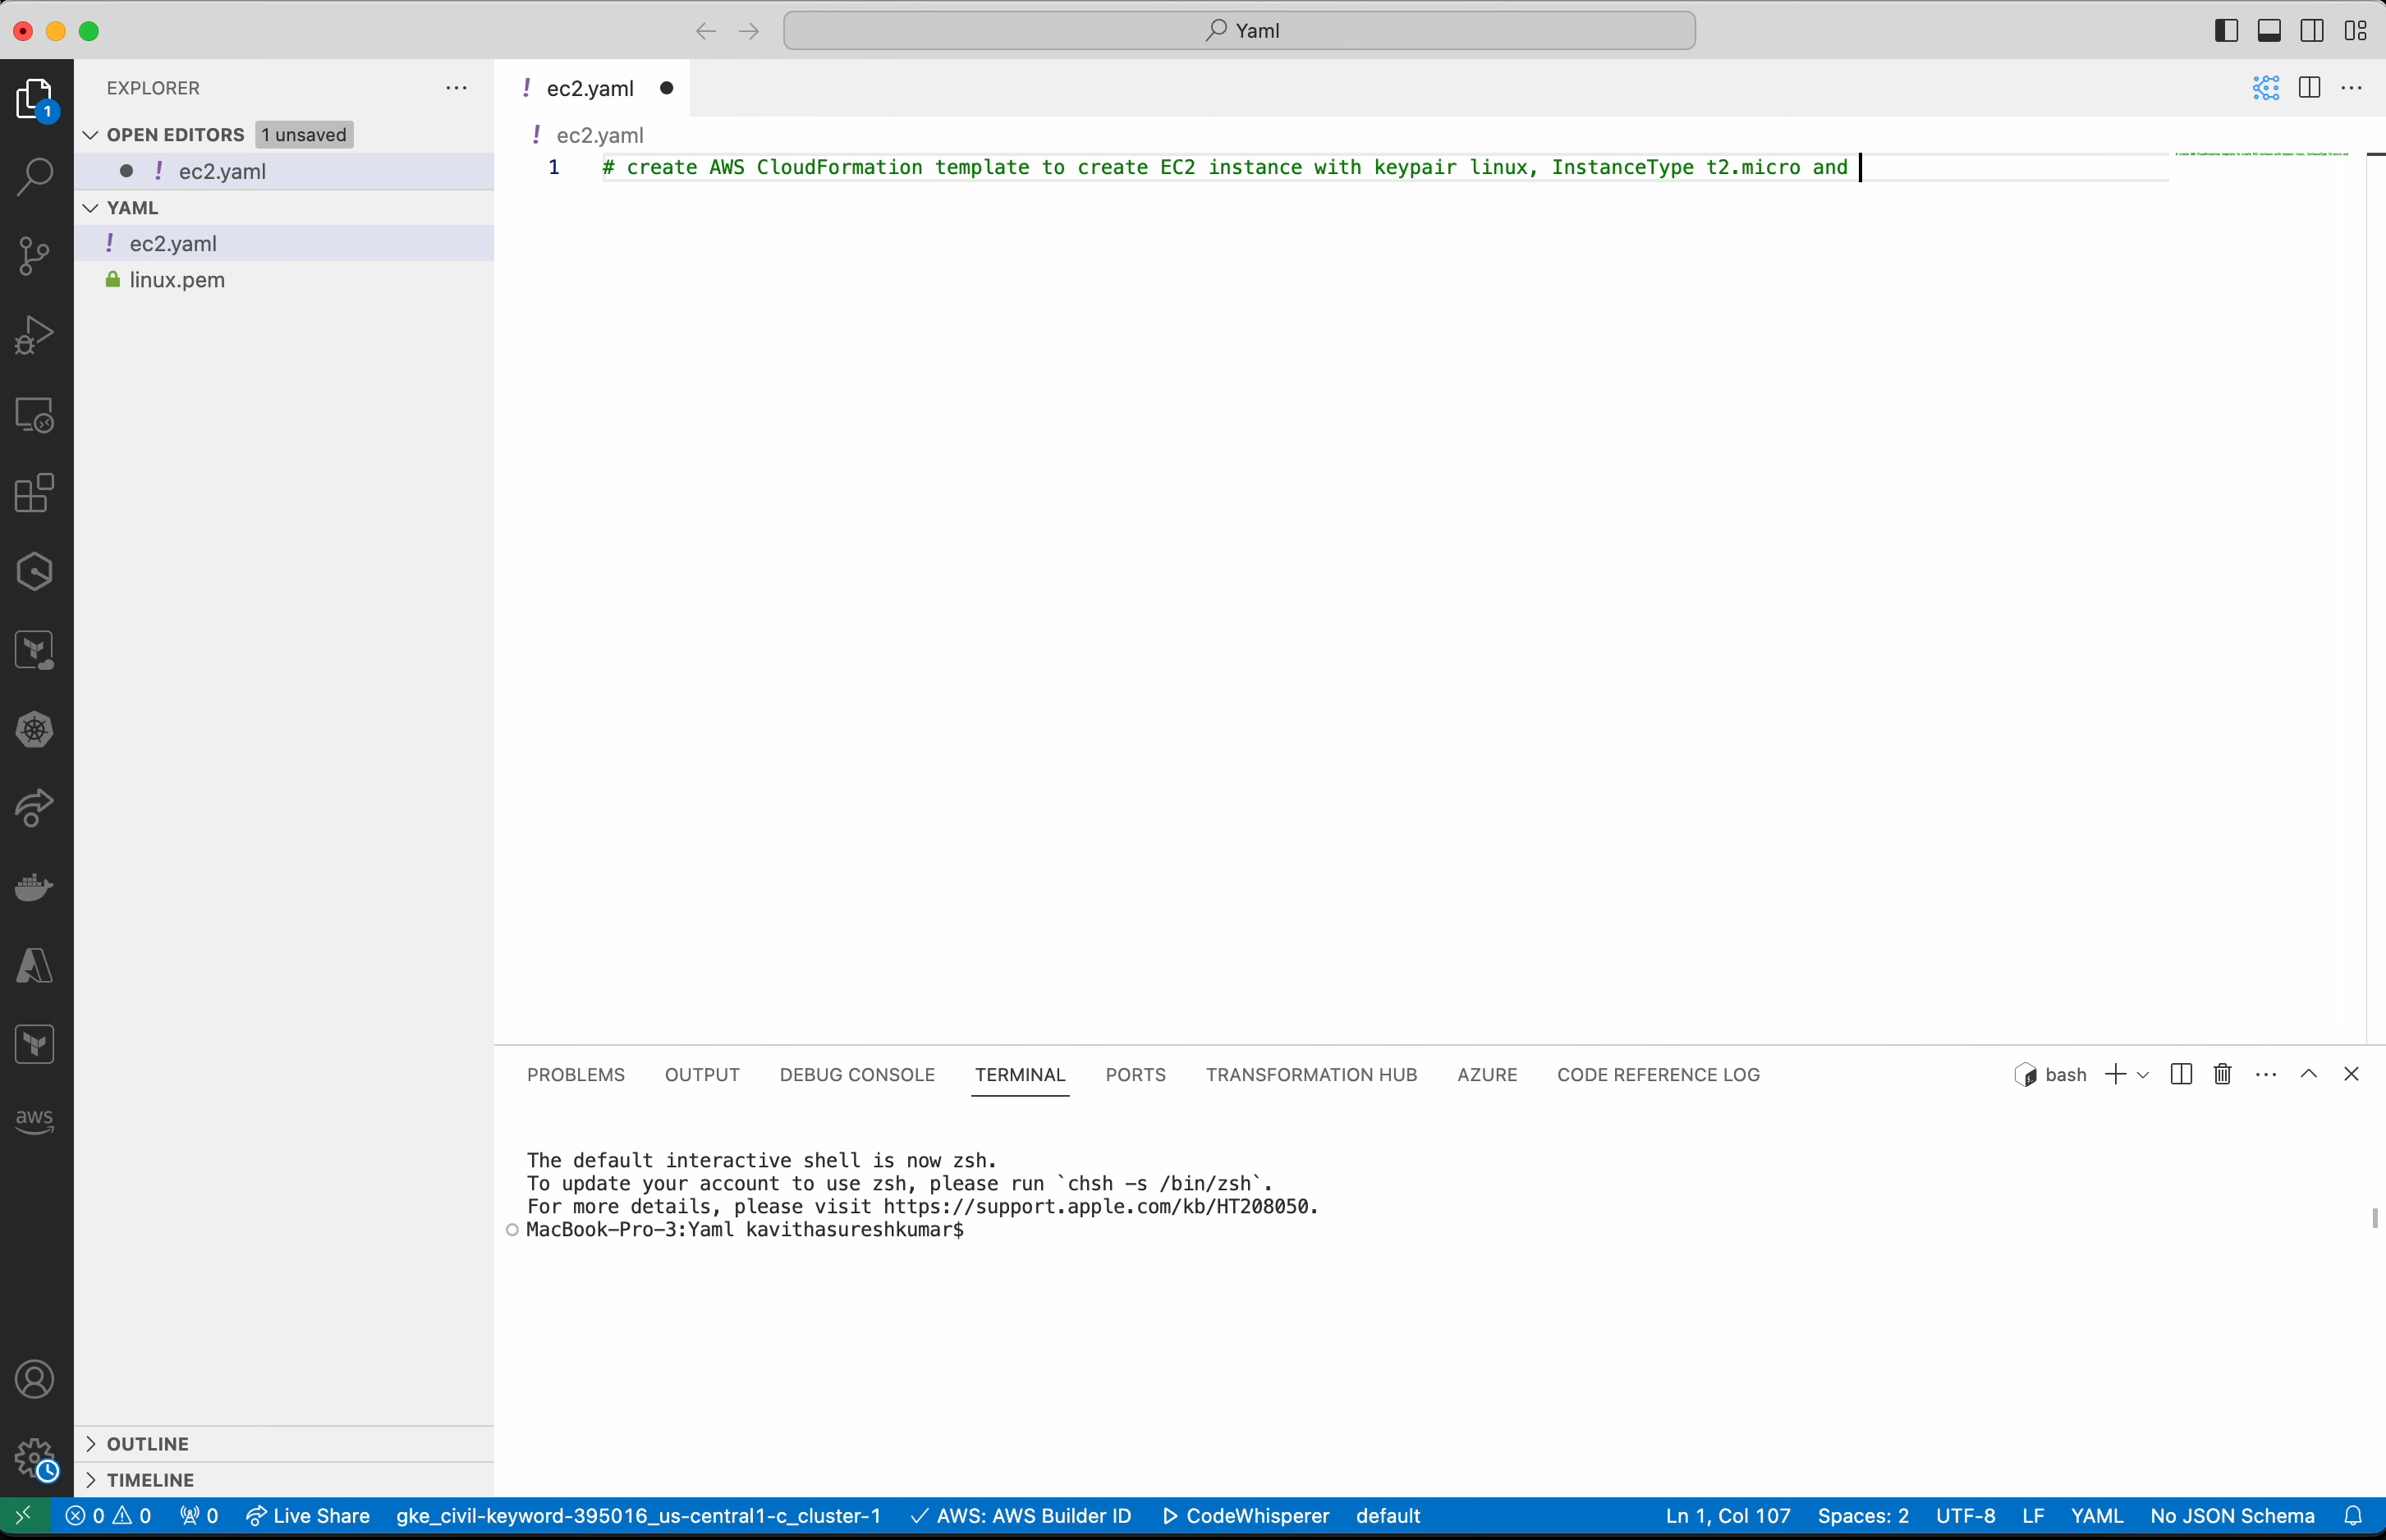 Yaml
EXPLORER
1
OPEN EDITORS 1 unsaved
ec2.yaml
YAML
ec2.yaml
linux.pem
ec2.yaml
ec2.yaml
1 # create AWS CloudFormation template to create EC2 instance with keypair linux, InstanceType t2.micro and
aws
PROBLEMS OUTPUT DEBUG CONSOLE TERMINAL PORTS TRANSFORMATION HUB AZURE CODE REFERENCE LOG bash
The default interactive shell is now zsh.
To update your account to use zsh, please run `chsh -s /bin/zsh`.
For more details, please visit https://support.apple.com/kb/HT208050.
MacBook-Pro-3:Yaml kavithasureshkumar$
OUTLINE
TIMELINE
0 0 0 Live Share gke_civil-keyword-395016_us-central1-c_cluster-1 AWS: AWS Builder ID CodeWhisperer default Ln 1, Col 107 Spaces: 2 UTF-8 LF YAML No JSON Schema